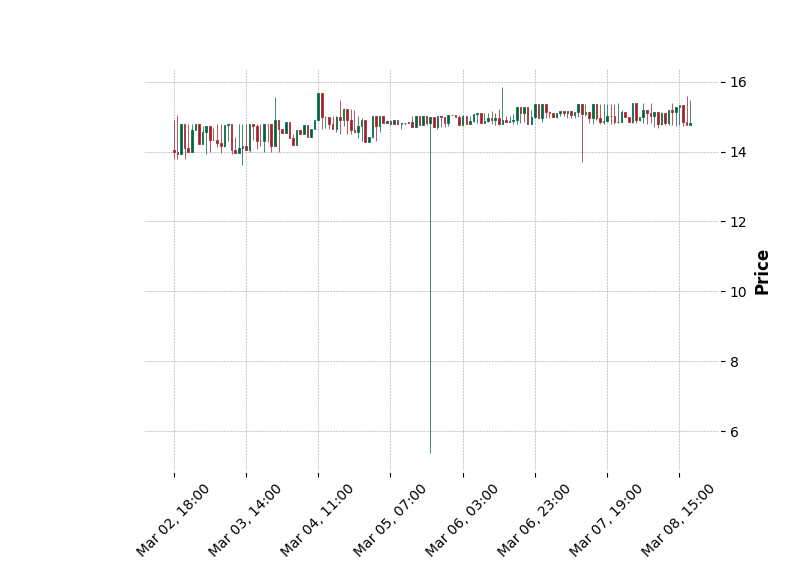 16
14
12
10
8
6
Price
Mar 02, 18:00
Mar 03, 14:00
Mar 04, 11:00
Mar 05, 07:00
Mar 06, 03:00
Mar 06, 23:00
Mar 07, 19:00
Mar 08, 15:00